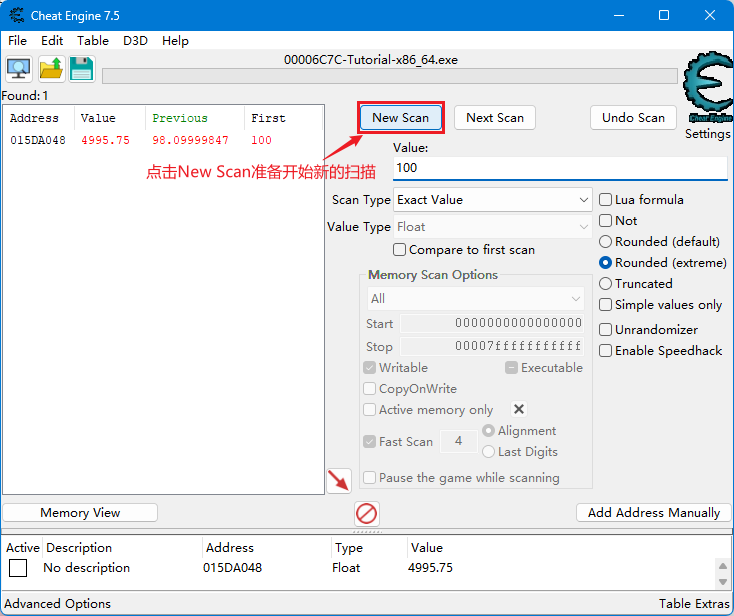 Cheat Engine 7.5
File Edit Table D3D Help
00006C7C-Tutorial-x86_64.exe
Found: 1
Address Value Previous First
015DA048 4995.75 98.09999847 100
New Scan Next Scan Undo Scan
Cheat Engine
Settings
点击New Scan准备开始新的扫描
Value:
100
Scan Type Exact Value
Value Type Float
Compare to first scan
Lua formula
Not
Rounded (default)
Rounded (extreme)
Truncated
Simple values only
Unrandomizer
Enable Speedhack
Memory Scan Options
All
Start 0000000000000000
Stop 00007fffffffffff
Writable Executable
CopyOnWrite
Active memory only
Fast Scan 4 Alignment
Last Digits
Pause the game while scanning
Memory View Add Address Manually
Active Description Address Type Value
No description 015DA048 Float 4995.75
Advanced Options Table Extras